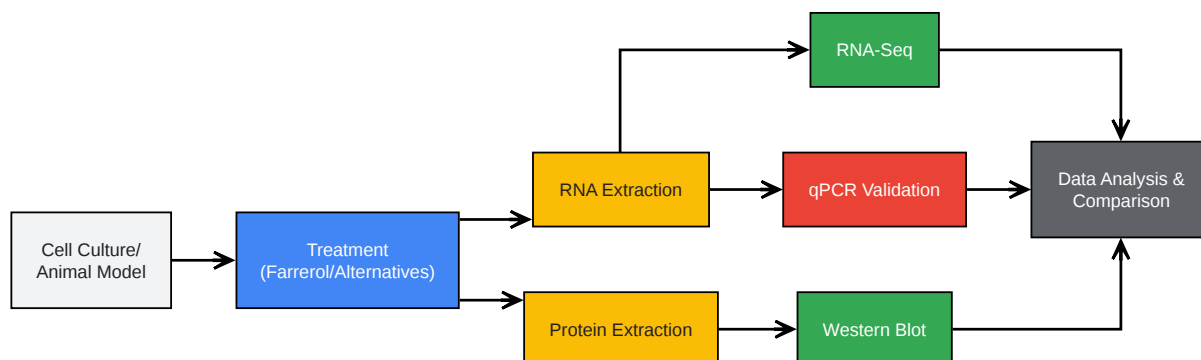 RNA-Seq
RNA Extraction
qPCR Validation
Data Analysis &
Comparison
Cell Culture/
Animal Model
Treatment
(Farrerol/Alternatives)
Protein Extraction
Western Blot